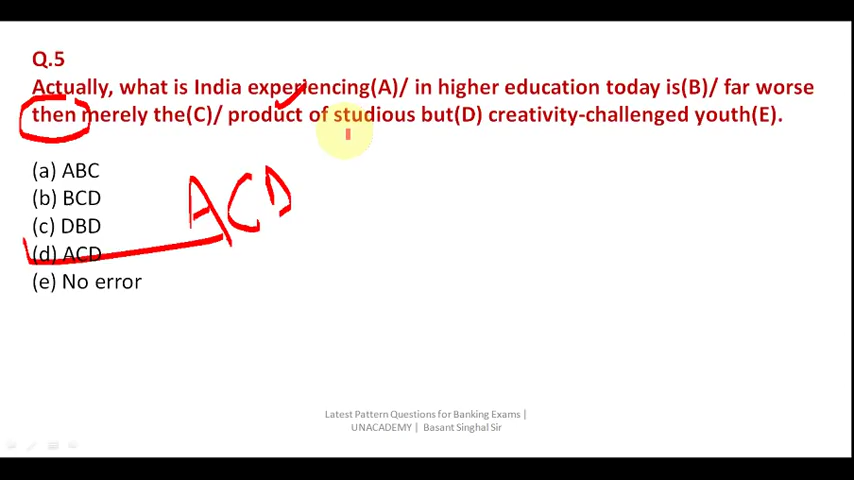 Q.5
Actually, what is India experiencing(A)/ in higher education today is(B)/ far worse
then merely the(C)/ product of studious but(D) creativity-challenged youth(E).
(a) ABC
(b) BCD
(c) DBD
(d) ACD
(e) No error
ACD
Latest Pattern Questions for Banking Exams |
UNACADEMY | Basant Singhal Sir